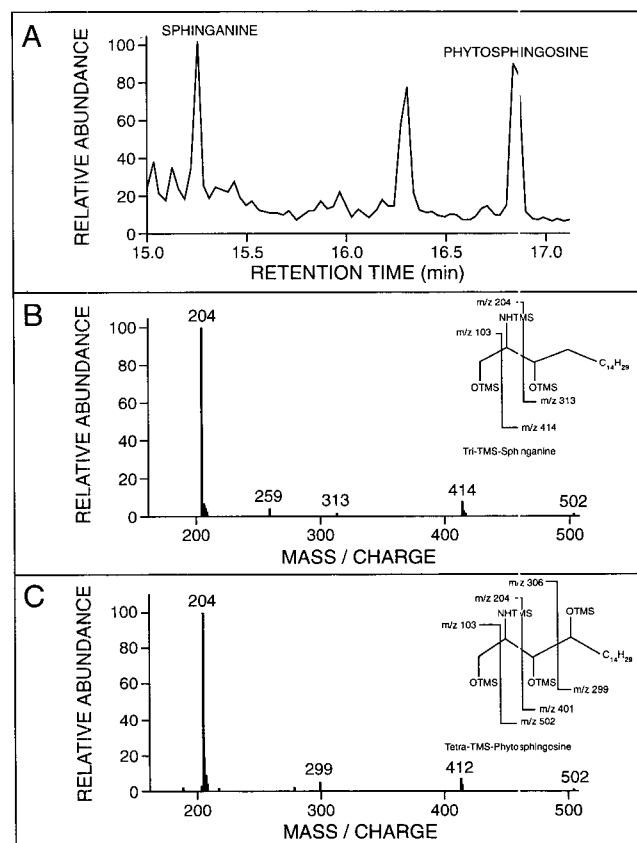 A
SPHINGANINE
PHYTOSPHINGOSINE
RELATIVE ABUNDANCE
100
80
60
40
20
0
15.0 15.5 16.0 16.5 17.0
RETENTION TIME (min)
B
204
RELATIVE ABUNDANCE
100
80
60
40
20
0
259 313 414 502
200 300 400 500
MASS / CHARGE
m/z 204
NHTMS
m/z 103
C14H29
OTMS OTMS
m/z 313
m/z 414
Tri-TMS-Sphinganine
C
204
RELATIVE ABUNDANCE
100
80
60
40
20
0
299 412 502
200 300 400 500
MASS / CHARGE
m/z 306
m/z 204
NHTMS OTMS
m/z 103
C14H29
OTMS OTMS
m/z 299
m/z 401
m/z 502
Tetra-TMS-Phytosphingosine